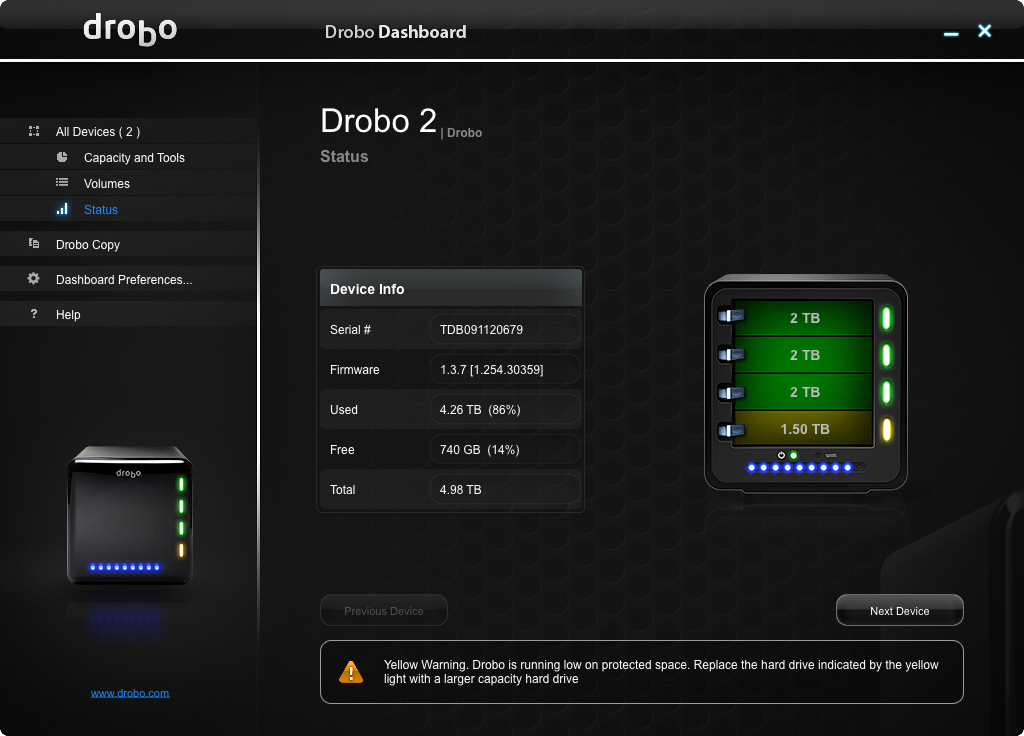 drobo
Drobo Dashboard
All Devices ( 2 )
Capacity and Tools
Volumes
Status
Drobo Copy
Dashboard Preferences...
? Help
drobo
www.drobo.com
Drobo 2 | Drobo
Status
Device Info
Serial # TDB091120679
Firmware 1.3.7 [1.254.30359]
Used 4.26 TB (86%)
Free 740 GB (14%)
Total 4.98 TB
2 TB
2 TB
2 TB
1.50 TB
Previous Device
Next Device
Yellow Warning. Drobo is running low on protected space. Replace the hard drive indicated by the yellow
light with a larger capacity hard drive